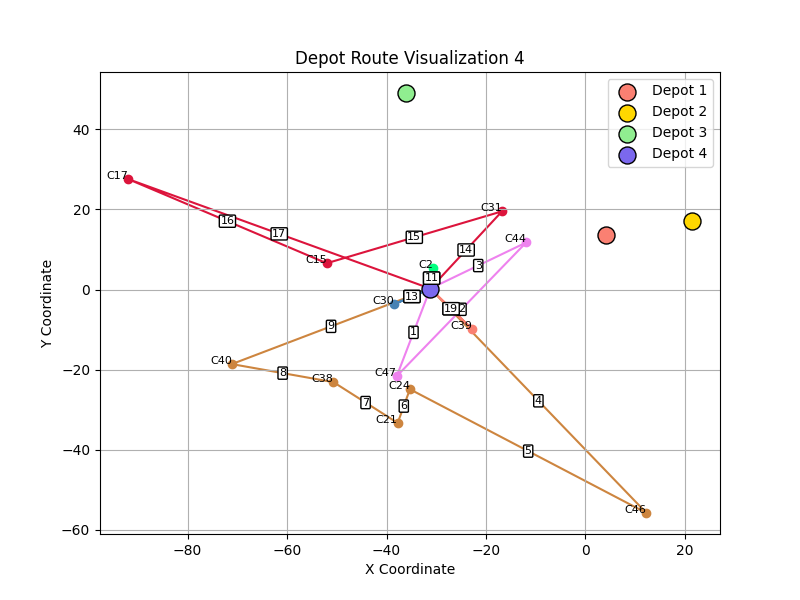 Depot Route Visualization 4
Depot 1
Depot 2
Depot 3
Depot 4
Y Coordinate
40
20
0
−20
−40
−60
C17
C31
16
17
15
14
C44
C15
C2
3
11
C30
13
19
2
9
1
C39
C40
8
C38
C47
C24
7
6
4
C21
5
C46
−80
−60
−40
−20
0
20
X Coordinate